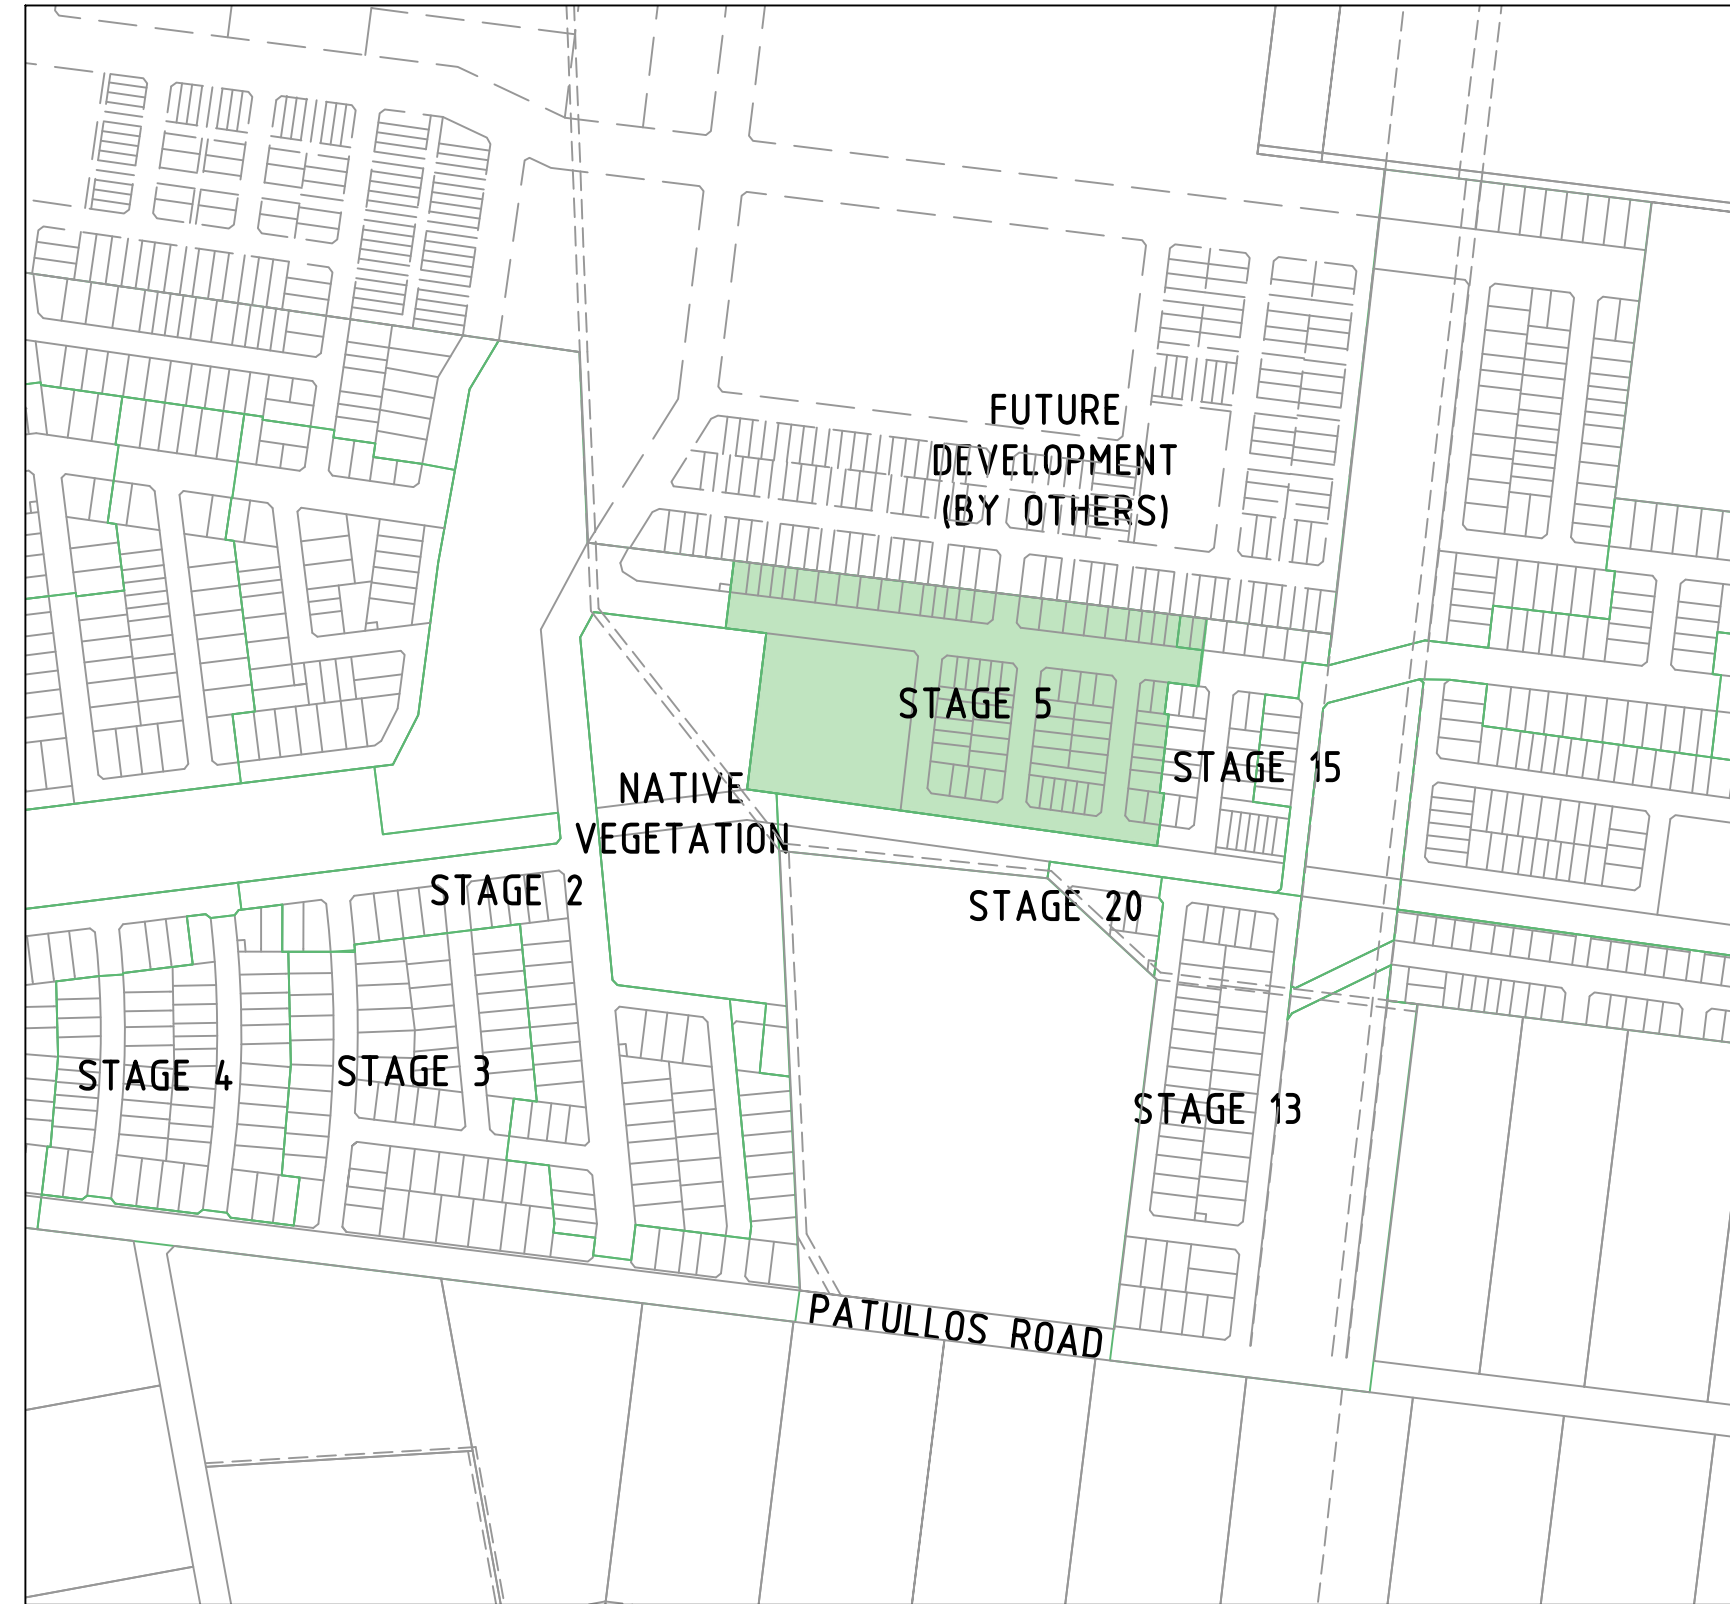 FUTURE
DEVELOPMENT
(BY OTHERS)
STAGE 5
STAGE 15
NATIVE
VEGETATION
STAGE 2
STAGE 20
STAGE 4
STAGE 3
STAGE 13
PATULLOS ROAD